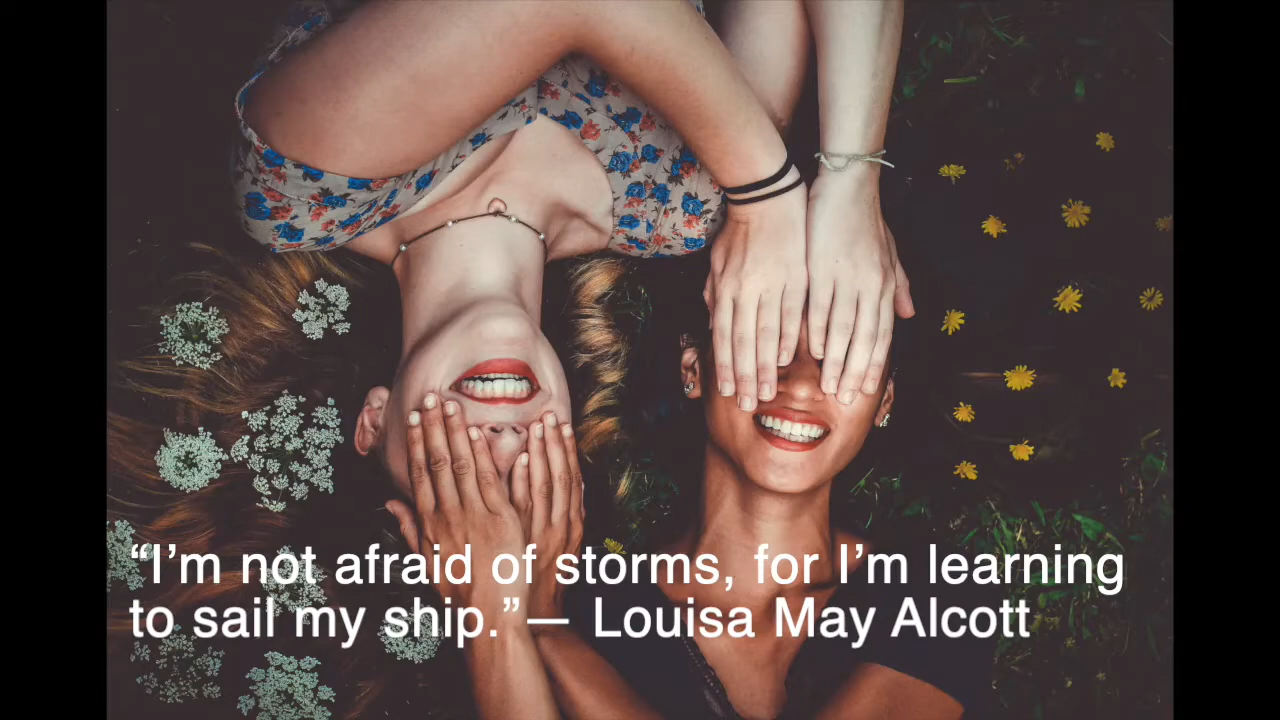 “I’m not afraid of storms, for I’m learning
to sail my ship.”— Louisa May Alcott